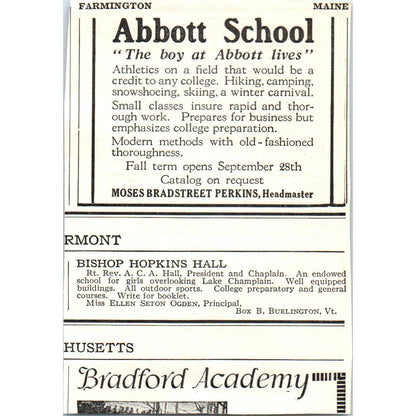 FARMINGTON MAINE
Abbott School
"The boy at Abbott lives"
Athletics on a field that would be a
credit to any college. Hiking, camping,
snowshoeing, skiing, a winter carnival.
Small classes insure rapid and thor-
ough work. Prepares for business but
emphasizes college preparation.
Modern methods with old-fashioned
thoroughness.
Fall term opens September 28th
Catalog on request
MOSES BRADSTREET PERKINS, Headmaster
RMONT
BISHOP HOPKINS HALL
Rt. Rev. A. C. A. Hall, President and Chaplain. An endowed
school for girls overlooking Lake Champlain. Well equipped
buildings. All outdoor sports. College preparatory and general
courses. Write for booklet.
Miss Ellen Seton Ogden, Principal,
Box B, Burlington, Vt.
HUSETTS
Bradford Academy